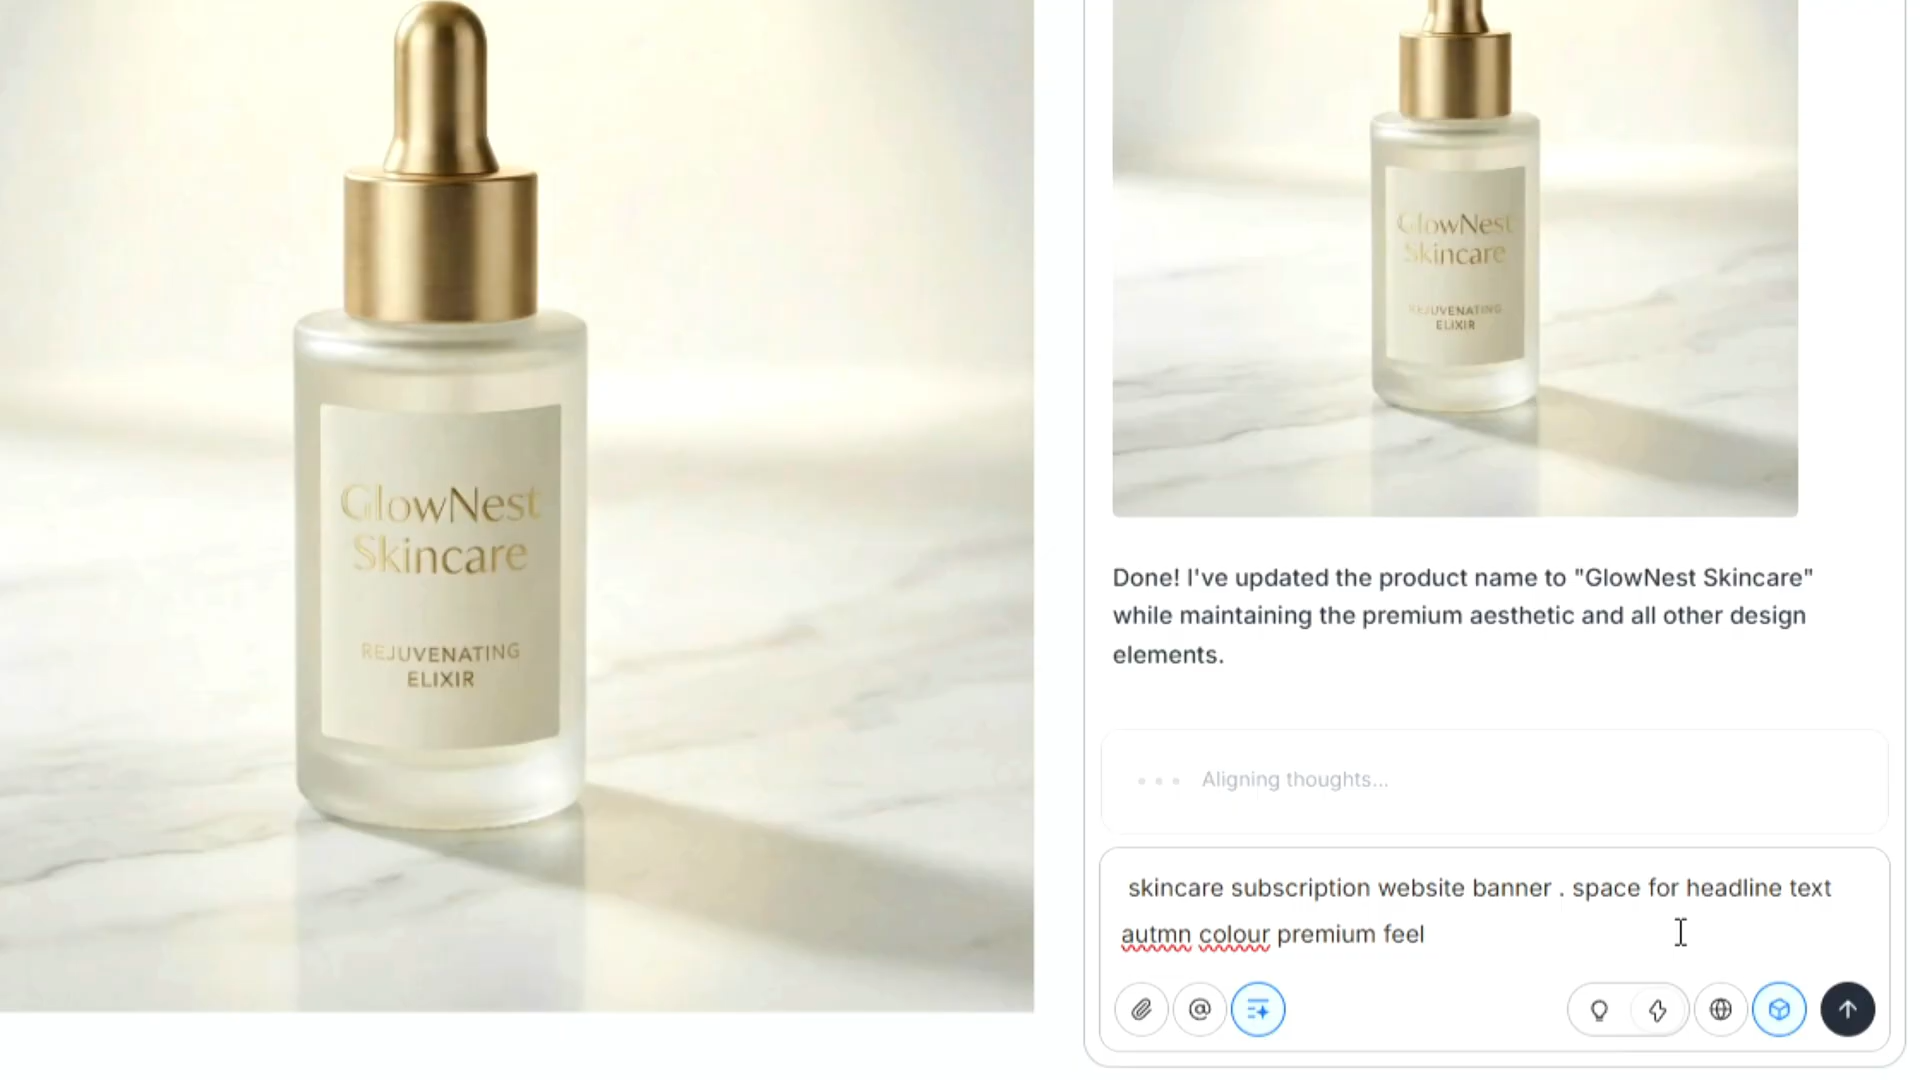 GlowNest
Skincare
REJUVENATING
ELIXIR
GlowNest
Skincare
REJUVENATING
ELIXIR
Done! I've updated the product name to "GlowNest Skincare"
while maintaining the premium aesthetic and all other design
elements.
Aligning thoughts...
skincare subscription website banner . space for headline text
autmn colour premium feel